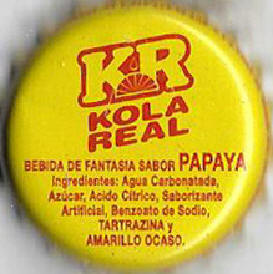 KR
KOLA
REAL
BEBIDA DE FANTASIA SABOR PAPAYA
Ingredientes: Agua Carbonatada,
Azúcar, Acido Cítrico, Saborizante
Artificial, Benzoato de Sodio,
TARTRAZINA y
AMARILLO OCASO.